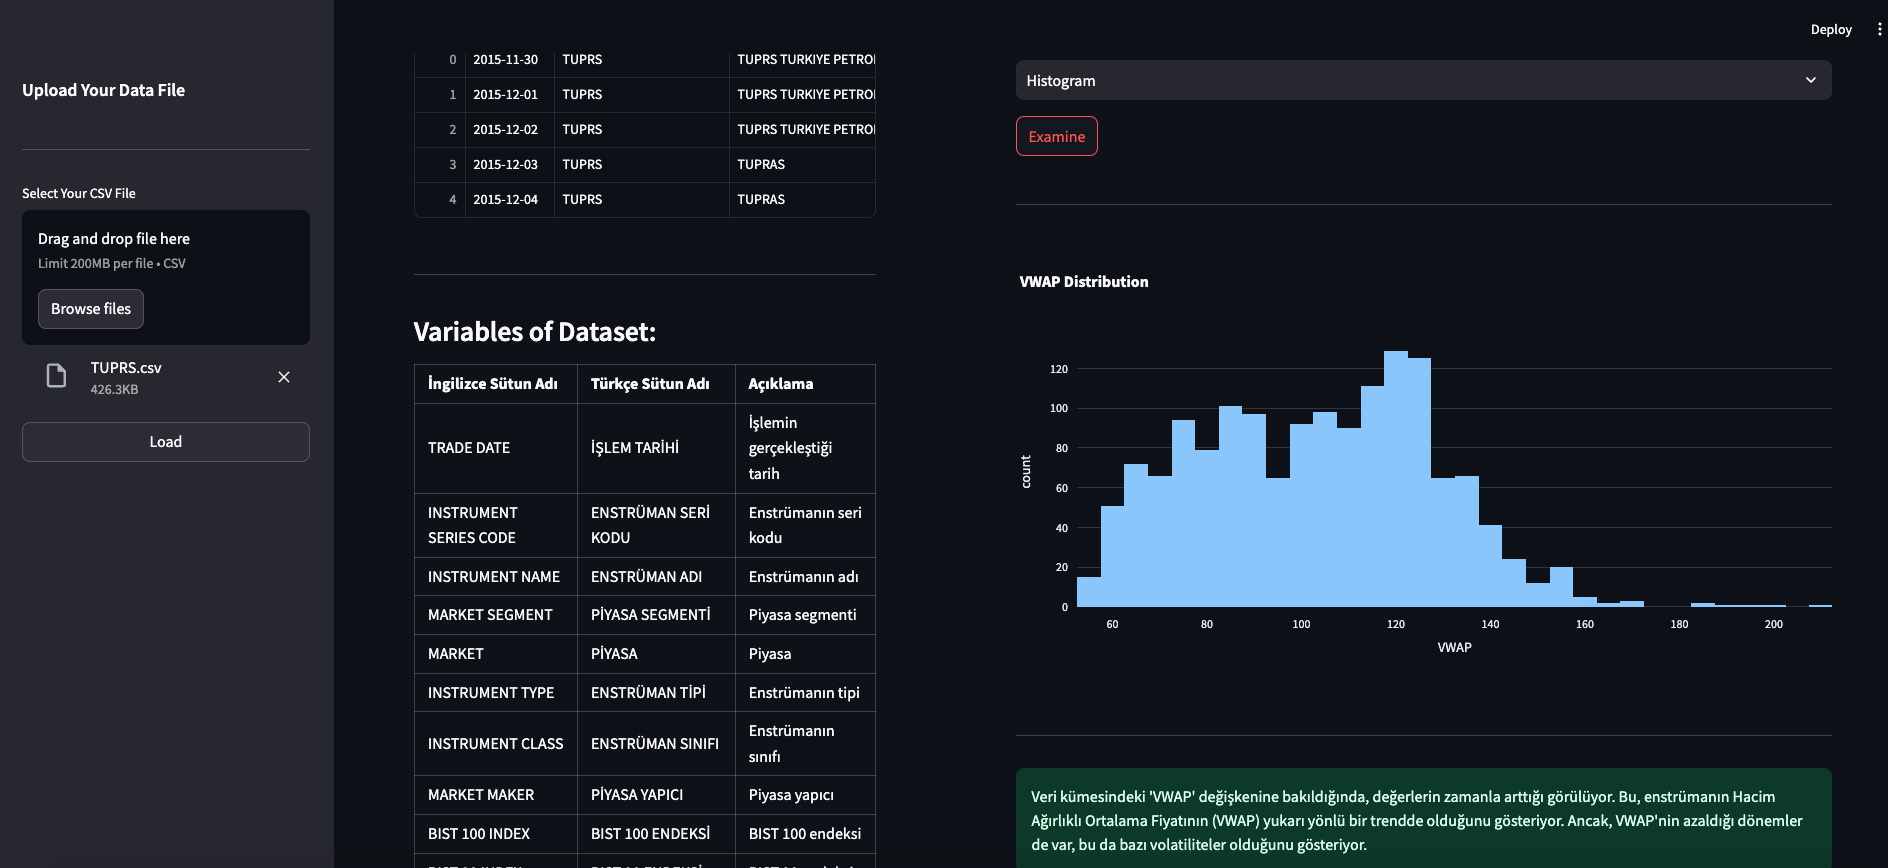 Deploy
Upload Your Data File
Select Your CSV File
Drag and drop file here
Limit 200MB per file • CSV
Browse files
TUPRS.csv
426.3KB
Load
0 2015-11-30 TUPRS TUPRS TURKIYE PETRO
1 2015-12-01 TUPRS TUPRS TURKIYE PETRO
2 2015-12-02 TUPRS TUPRS TURKIYE PETRO
3 2015-12-03 TUPRS TUPRAS
4 2015-12-04 TUPRS TUPRAS
Variables of Dataset:
İngilizce Sütun Adı Türkçe Sütun Adı Açıklama
TRADE DATE İŞLEM TARİHİ İşlemin
gerçekleştiği
tarih
INSTRUMENT
SERIES CODE
ENSTRÜMAN SERİ
KODU
Enstrümanın seri
kodu
INSTRUMENT NAME ENSTRÜMAN ADI Enstrümanın adı
MARKET SEGMENT PİYASA SEGMENTİ Piyasa segmenti
MARKET PİYASA Piyasa
INSTRUMENT TYPE ENSTRÜMAN TİPİ Enstrümanın tipi
INSTRUMENT CLASS ENSTRÜMAN SINIFI Enstrümanın
sınıfı
MARKET MAKER PİYASA YAPICI Piyasa yapıcı
BIST 100 INDEX BIST 100 ENDEKSİ BIST 100 endeksi
Histogram
Examine
VWAP Distribution
120
100
80
60
40
20
0
count
60 80 100 120 140 160 180 200
VWAP
Veri kümesindeki 'VWAP' değişkenine bakıldığında, değerlerin zamanla arttığı görülüyor. Bu, enstrümanın Hacim
Ağırlıklı Ortalama Fiyatının (VWAP) yukarı yönlü bir trendde olduğunu gösteriyor. Ancak, VWAP'nin azaldığı dönemler
de var, bu da bazı volatiliteler olduğunu gösteriyor.